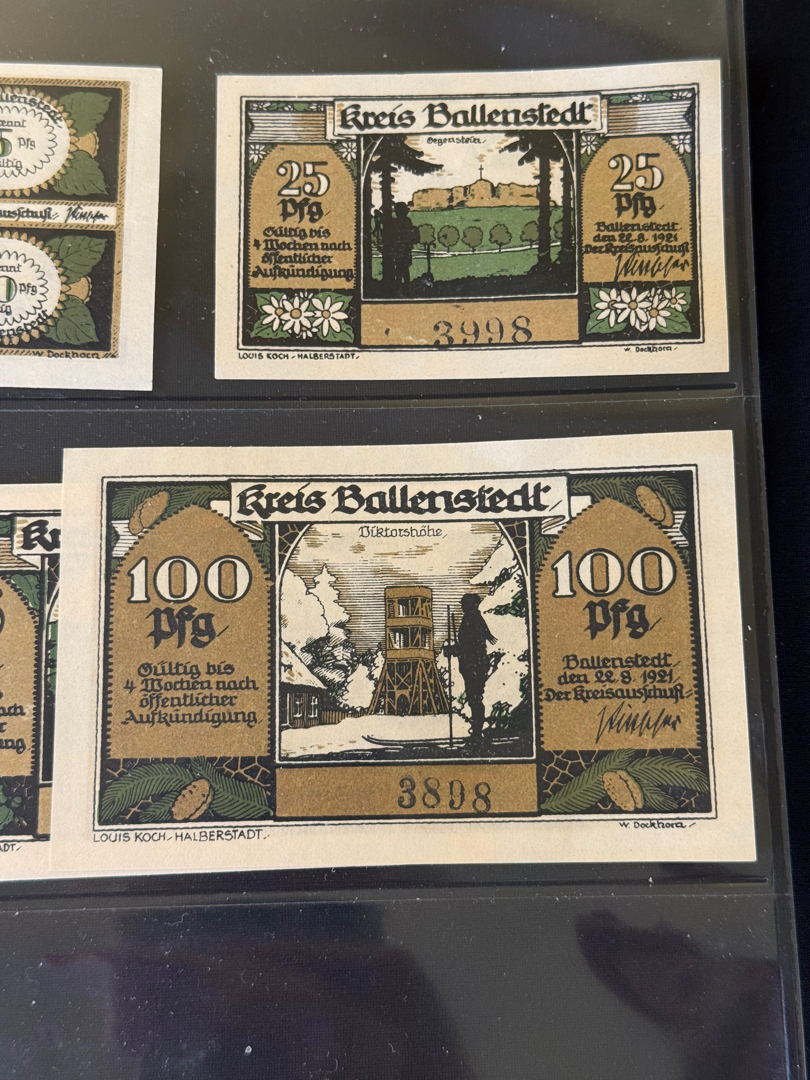 Pfg
W. Dockhorn
Kreis Ballenstedt
Gegenstein
25
Pfg
Gültig bis
4 Wochen nach
öffentlicher
Aufkündigung
25
Pfg
Ballenstedt
den 22.8.1921
Der Kreisausschuß
3998
LOUIS KOCH-HALBERSTADT.
W. Dockhorn
Kreis Ballenstedt
Viktorshöhe
100
Pfg
Gültig bis
4 Wochen nach
öffentlicher
Aufkündigung
100
Pfg
Ballenstedt
den 22.8.1921
Der Kreisausschuß
3898
LOUIS KOCH-HALBERSTADT.
W. Dockhorn